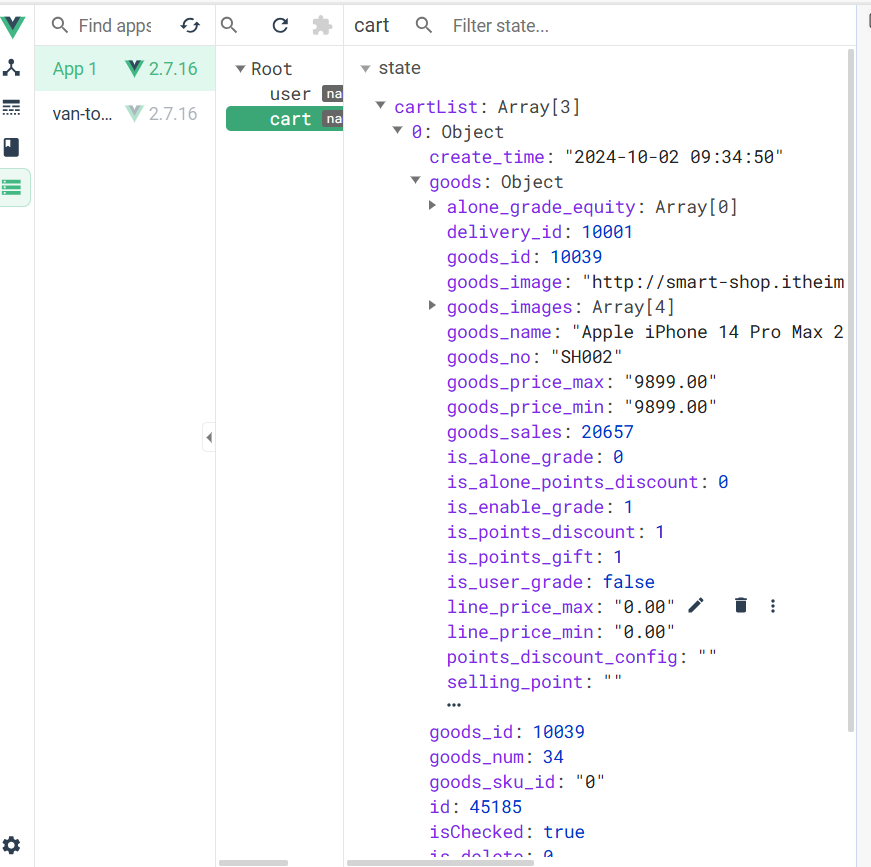 Find apps
cart
Filter state...
App 1
2.7.16
van-to...
2.7.16
Root
user na
cart na
state
cartList: Array[3]
0: Object
create_time: "2024-10-02 09:34:50"
goods: Object
alone_grade_equity: Array[0]
delivery_id: 10001
goods_id: 10039
goods_image: "http://smart-shop.itheim
goods_images: Array[4]
goods_name: "Apple iPhone 14 Pro Max 2
goods_no: "SH002"
goods_price_max: "9899.00"
goods_price_min: "9899.00"
goods_sales: 20657
is_alone_grade: 0
is_alone_points_discount: 0
is_enable_grade: 1
is_points_discount: 1
is_points_gift: 1
is_user_grade: false
line_price_max: "0.00"
line_price_min: "0.00"
points_discount_config: ""
selling_point: ""
...
goods_id: 10039
goods_num: 34
goods_sku_id: "0"
id: 45185
isChecked: true
is_delete: 0